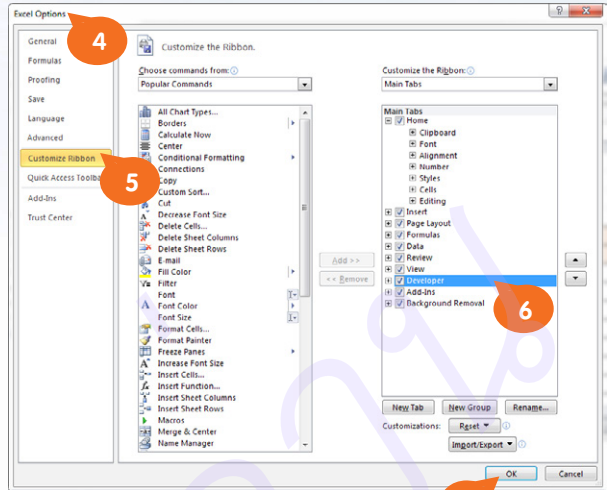 Excel Options
4
General
Formulas
Proofing
Save
Language
Advanced
Customize Ribbon
5
Quick Access Toolba
Add-Ins
Trust Center
Customize the Ribbon.
Choose commands from:
Popular Commands
All Chart Types...
Borders
Calculate Now
Center
Conditional Formatting
Connections
Copy
Custom Sort...
Cut
Decrease Font Size
Delete Cells...
Delete Sheet Columns
Delete Sheet Rows
E-mail
Fill Color
Filter
Font
Font Color
Font Size
Format Cells...
Format Painter
Freeze Panes
Increase Font Size
Insert Cells...
Insert Function...
Insert Sheet Columns
Insert Sheet Rows
Macros
Merge & Center
Name Manager
Add >>
<< Remove
Customize the Ribbon:
Main Tabs
Main Tabs
Home
Clipboard
Font
Alignment
Number
Styles
Cells
Editing
Insert
Page Layout
Formulas
Data
Review
View
Developer
Add-Ins
Background Removal
6
New Tab
New Group
Rename...
Customizations:
Reset
Import/Export
OK
Cancel